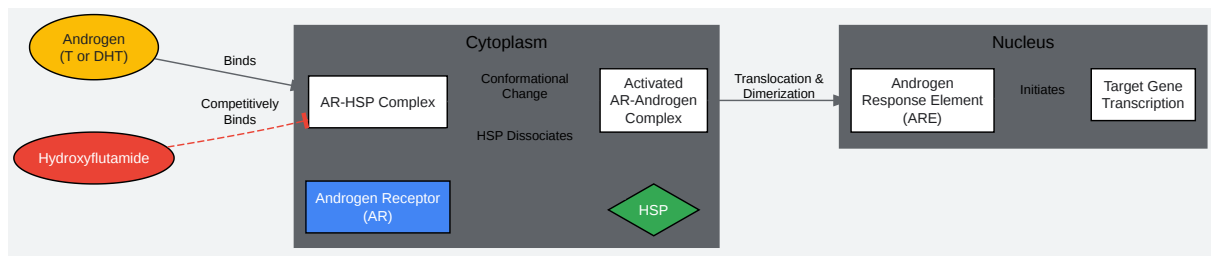 Androgen
(T or DHT)
Binds
Competitively
Binds
Hydroxyflutamide
Cytoplasm
AR-HSP Complex
Conformational
Change
HSP Dissociates
Activated
AR-Androgen
Complex
Androgen Receptor
(AR)
HSP
Translocation &
Dimerization
Nucleus
Androgen
Response Element
(ARE)
Initiates
Target Gene
Transcription